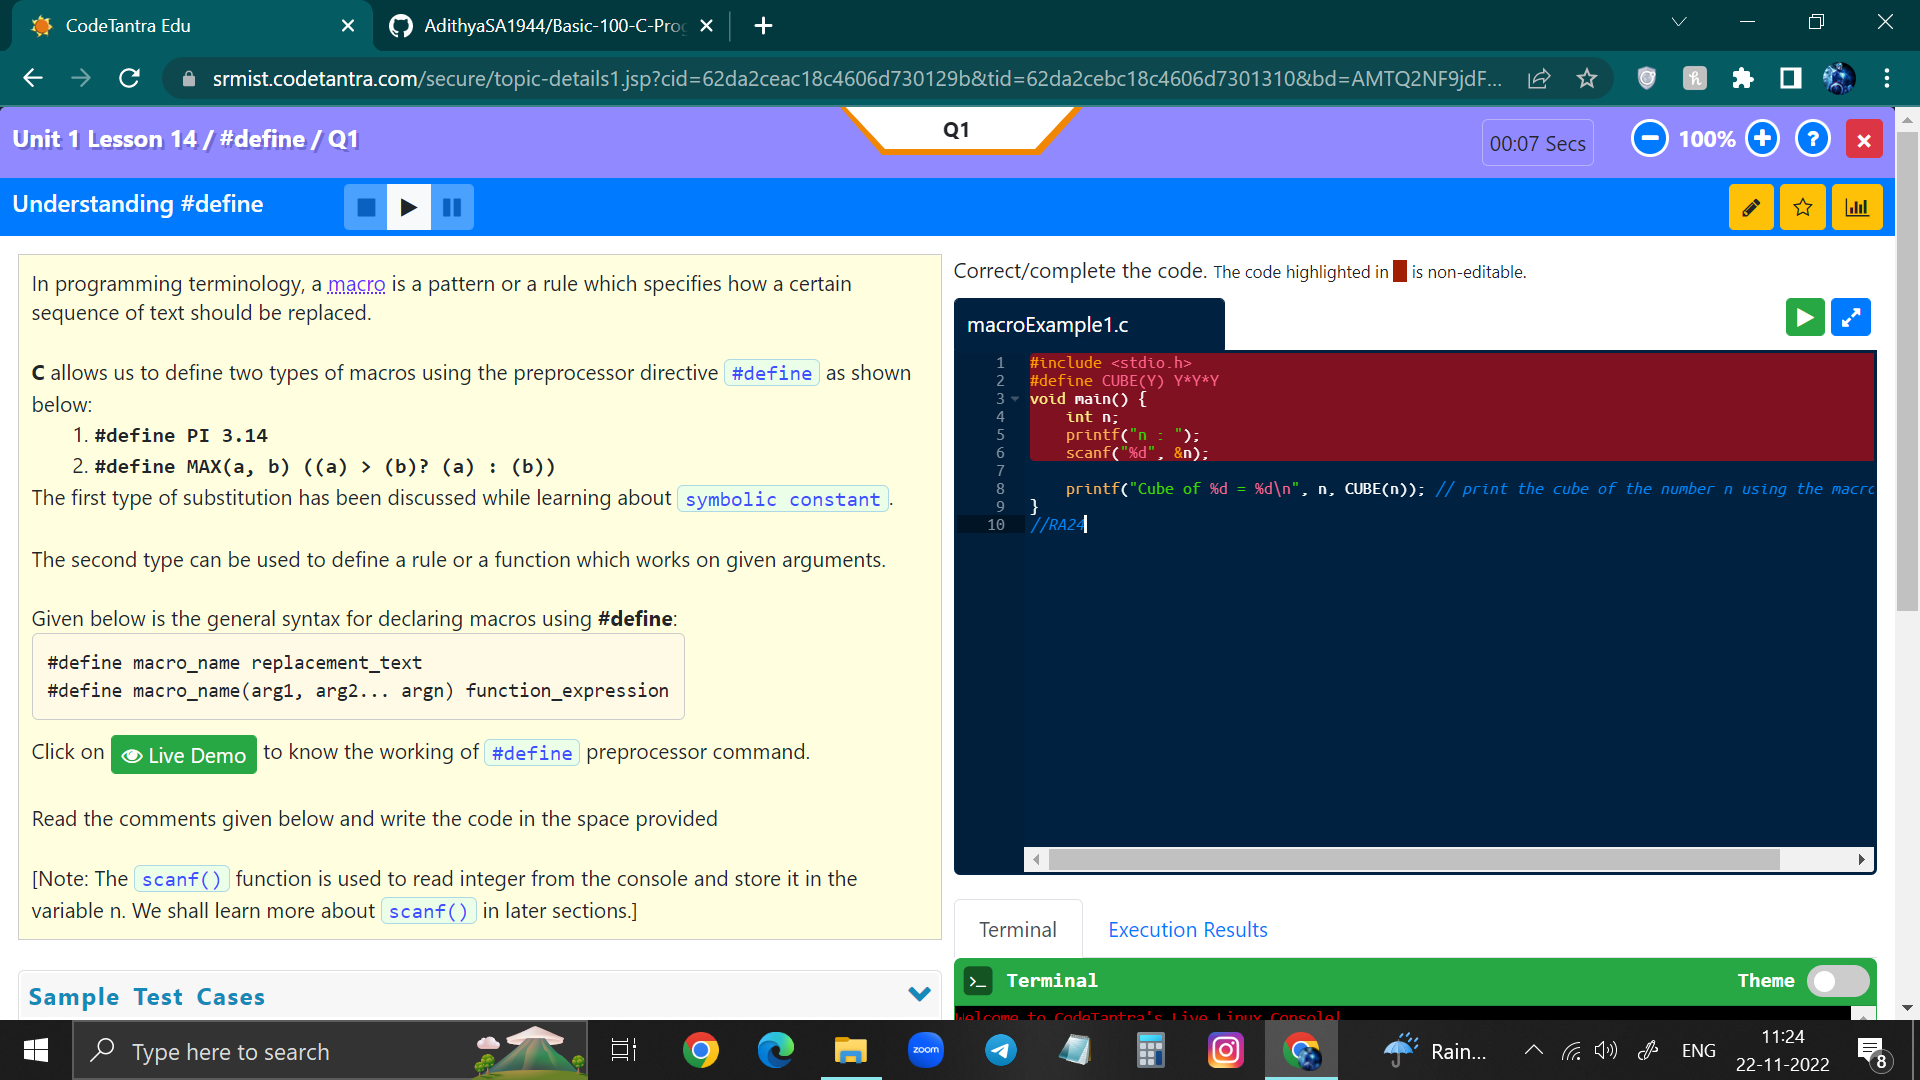 CodeTantra Edu
AdithyaSA1944/Basic-100-C-Pro
srmist.codetantra.com/secure/topic-details1.jsp?cid=62da2ceac18c4606d730129b&tid=62da2cebc18c4606d7301310&bd=AMTQ2NF9jdF...
Unit 1 Lesson 14 / #define / Q1
Q1
00:07 Secs
100%
Understanding #define
In programming terminology, a macro is a pattern or a rule which specifies how a certain
sequence of text should be replaced.
C allows us to define two types of macros using the preprocessor directive #define as shown
below:
1. #define PI 3.14
2. #define MAX(a, b) ((a) > (b)? (a) : (b))
The first type of substitution has been discussed while learning about symbolic constant.
The second type can be used to define a rule or a function which works on given arguments.
Given below is the general syntax for declaring macros using #define:
#define macro_name replacement_text
#define macro_name(arg1, arg2... argn) function_expression
Click on Live Demo to know the working of #define preprocessor command.
Read the comments given below and write the code in the space provided
[Note: The scanf() function is used to read integer from the console and store it in the
variable n. We shall learn more about scanf() in later sections.]
Sample Test Cases
Correct/complete the code. The code highlighted in is non-editable.
macroExample1.c
1 #include <stdio.h>
2 #define CUBE(Y) Y*Y*Y
3 void main() {
4 int n;
5 printf("n : ");
6 scanf("%d", &n);
7
8 printf("Cube of %d = %d\n", n, CUBE(n)); // print the cube of the number n using the macro
9 }
10 //RA24
Terminal
Execution Results
Terminal
Theme
Welcome to CodeTantra's Live Linux Console!
Type here to search
zoom
Rain...
ENG
11:24
22-11-2022
8